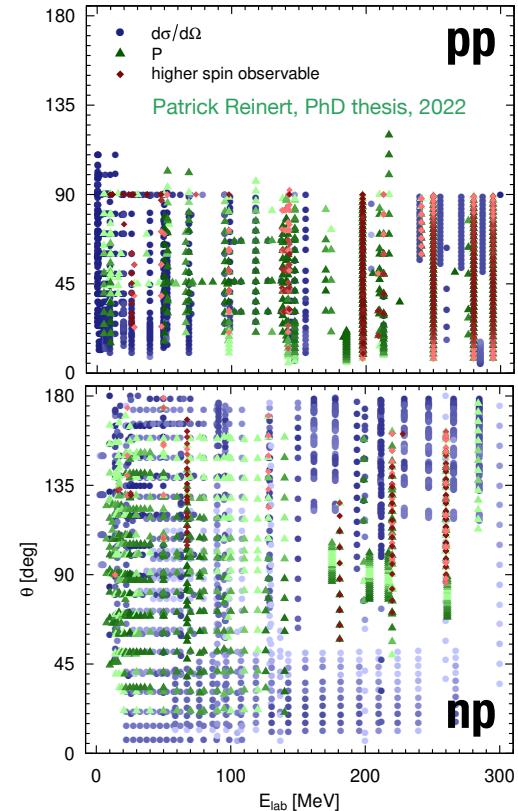 180
dσ/dΩ
pp
P
higher spin observable
135
Patrick Reinert, PhD thesis, 2022
90
45
0
180
135
θ [deg]
90
45
np
0
0 100 200 300
E_lab [MeV]